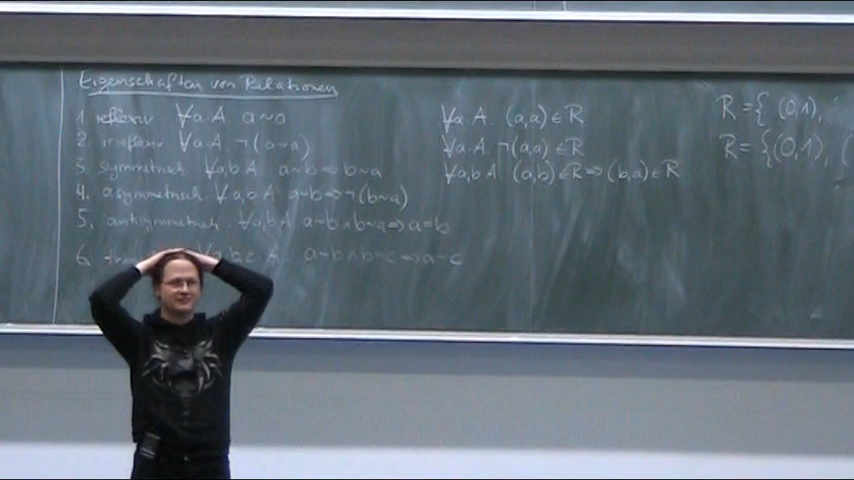 Eigenschaften von Relationen
1. reflexiv ∀a:A. a~a
2. irreflexiv ∀a:A. ¬(a~a)
3. symmetrisch ∀a,b:A. a~b ⇒ b~a
4. asymmetrisch ∀a,b:A. a~b ⇒ ¬(b~a)
5. antisymmetrisch ∀a,b:A. a~b ∧ b~a ⇒ a=b
6. ∀a,b,c:A. a~b ∧ b~c ⇒ a~c
∀a:A. (a,a) ∈ R
∀a:A. ¬(a,a) ∈ R
∀a,b:A. (a,b) ∈ R ⇒ (b,a) ∈ R
R = { (0,1),
R = {(0,1), (